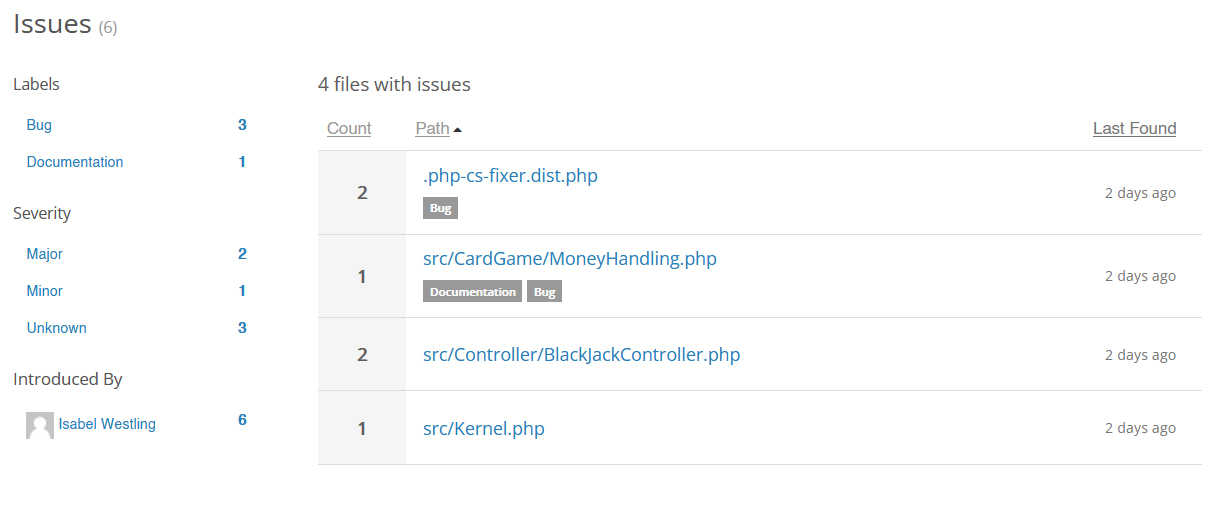 Issues (6)
Labels
Bug 3
Documentation 1
Severity
Major 2
Minor 1
Unknown 3
Introduced By
Isabel Westling 6
4 files with issues
Count Path Last Found
2 .php-cs-fixer.dist.php 2 days ago
Bug
1 src/CardGame/MoneyHandling.php 2 days ago
Documentation Bug
2 src/Controller/BlackJackController.php 2 days ago
1 src/Kernel.php 2 days ago